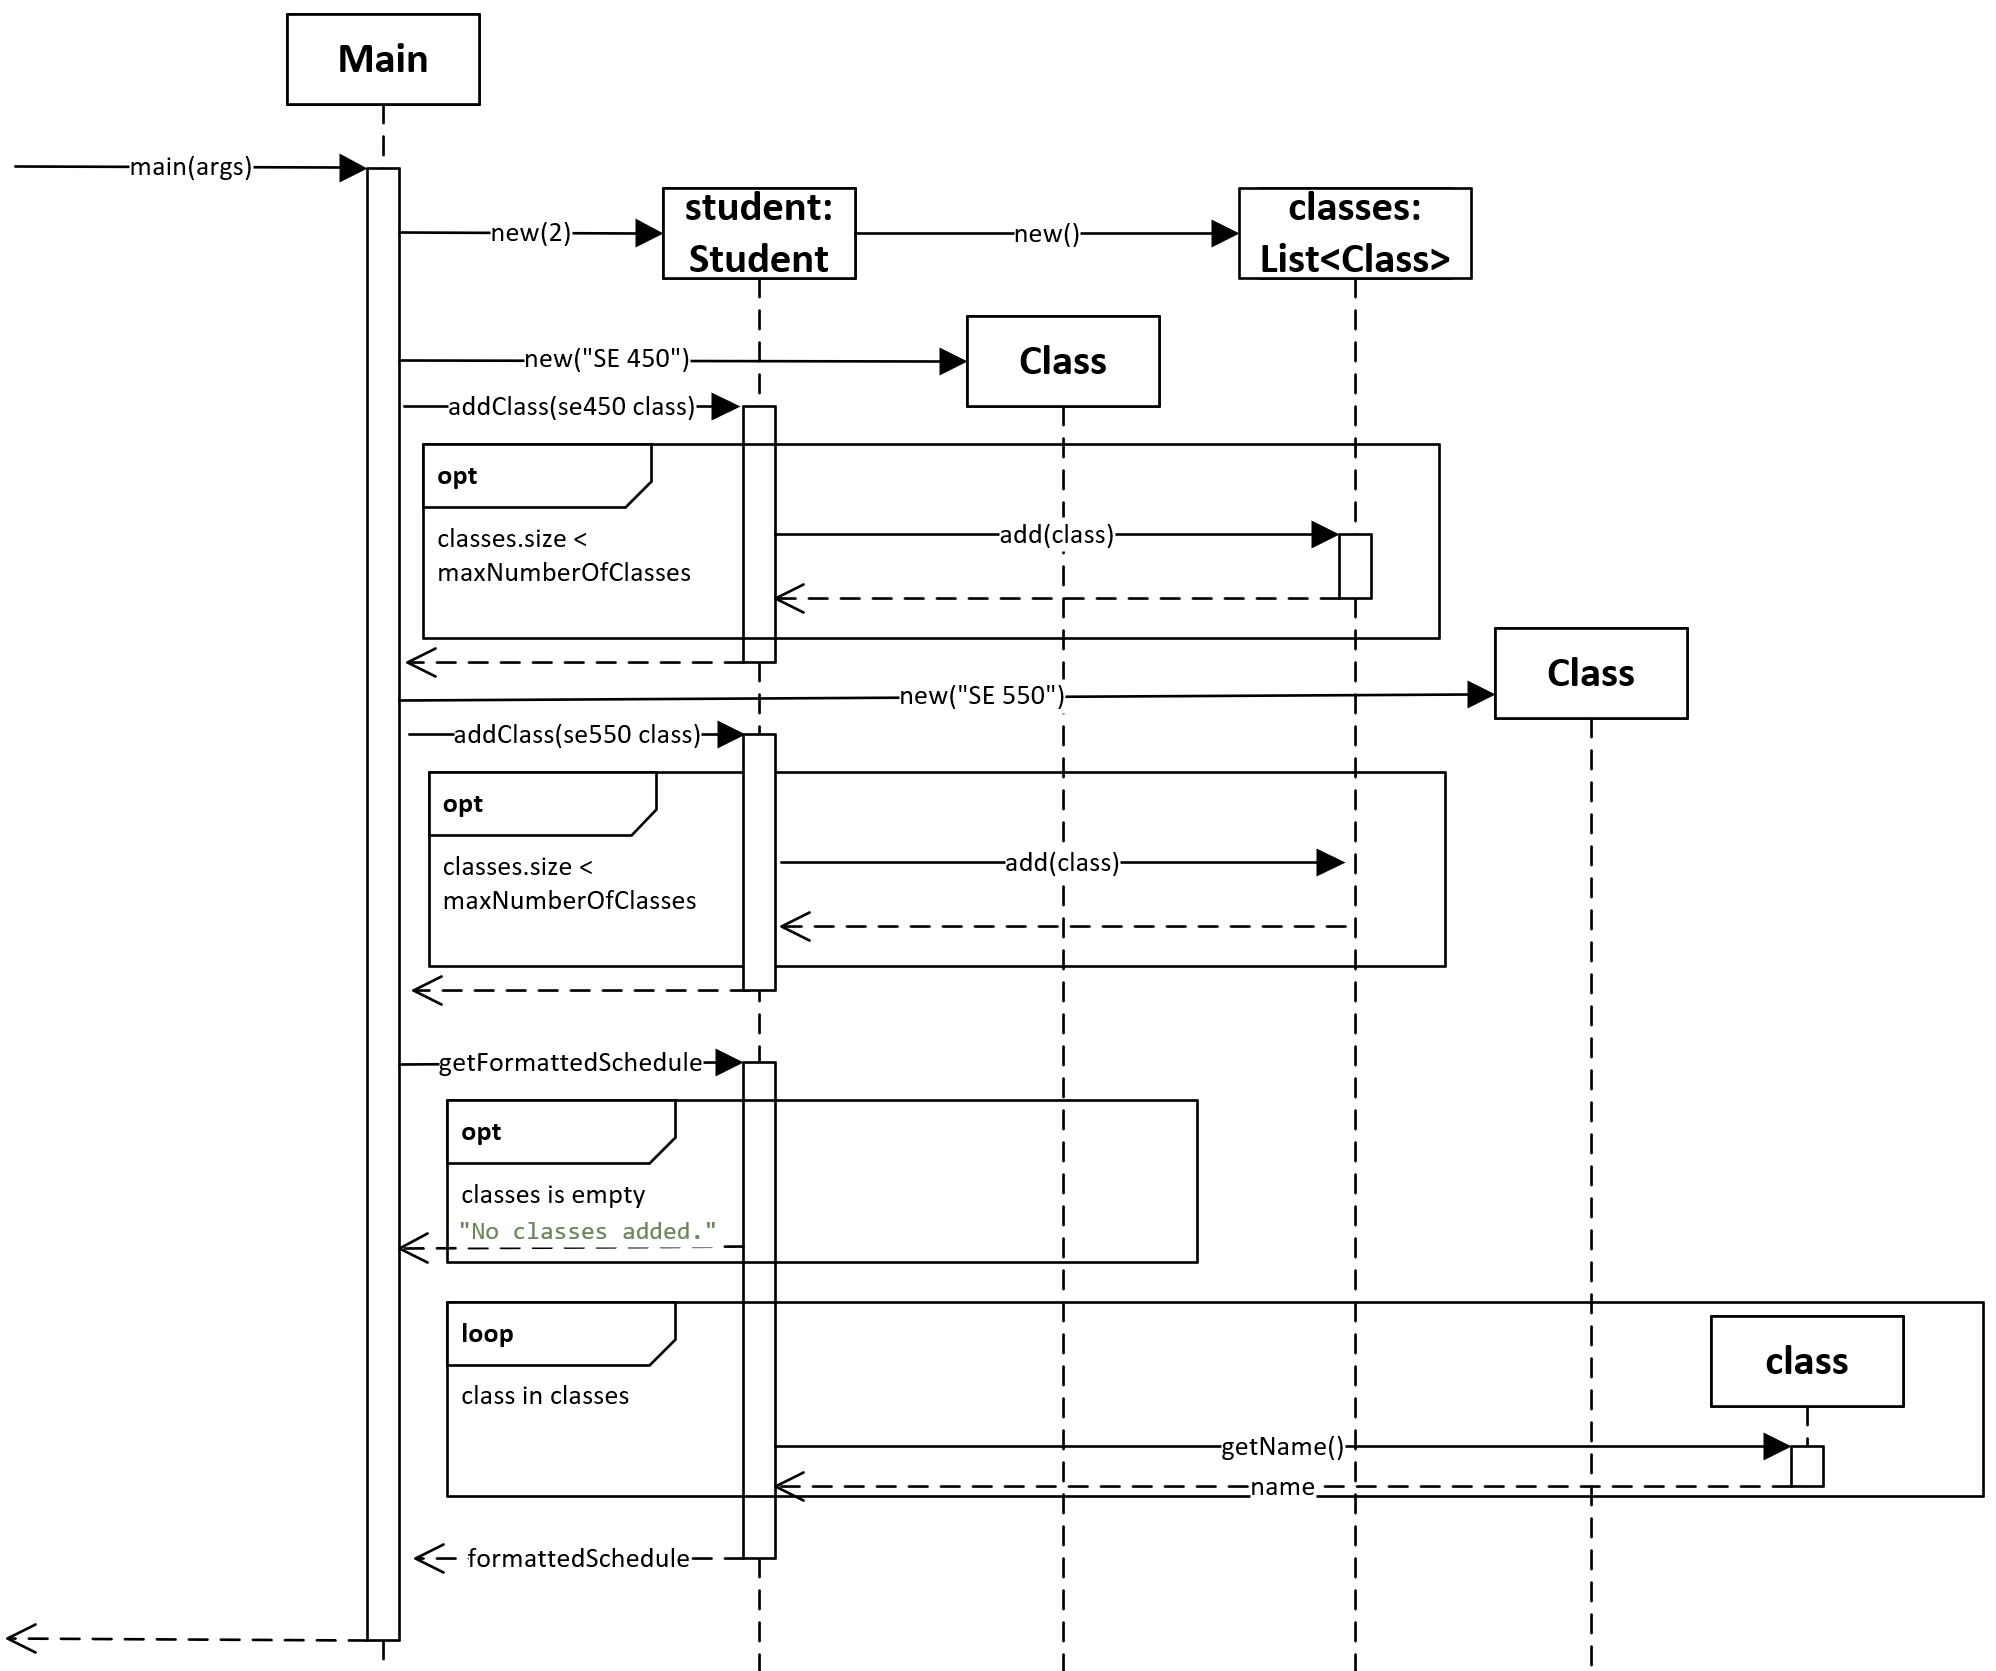 Main
main(args)
student:
Student
classes:
List<Class>
new(2)
new()
Class
new("SE 450")
addClass(se450 class)
opt
classes.size <
maxNumberOfClasses
add(class)
Class
new("SE 550")
addClass(se550 class)
opt
classes.size <
maxNumberOfClasses
add(class)
getFormattedSchedule
opt
classes is empty
"No classes added."
loop
class in classes
class
getName()
name
formattedSchedule